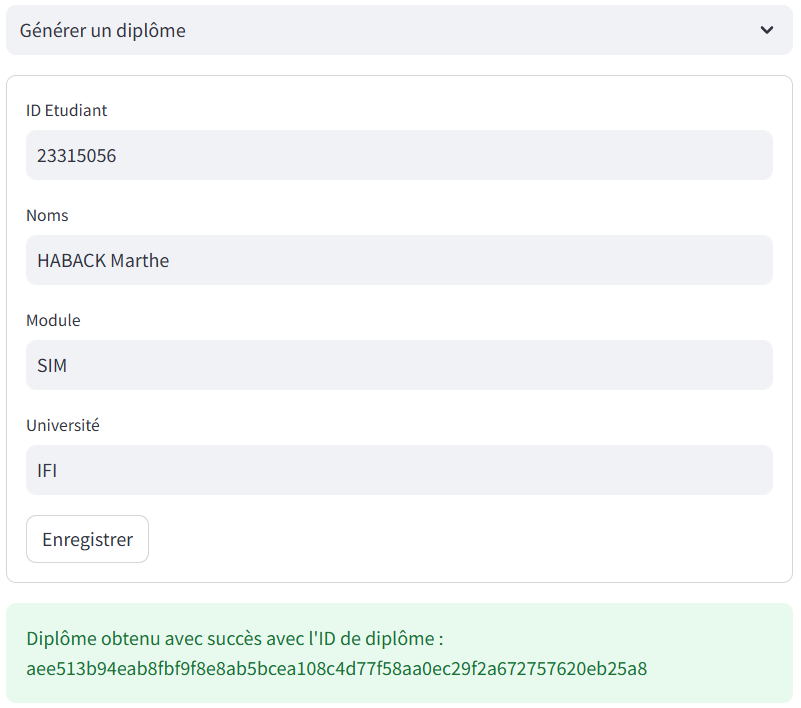 Générer un diplôme
ID Etudiant
23315056
Noms
HABACK Marthe
Module
SIM
Université
IFI
Enregistrer
Diplôme obtenu avec succès avec l'ID de diplôme :
aee513b94eab8fbf9f8e8ab5bcea108c4d77f58aa0ec29f2a672757620eb25a8